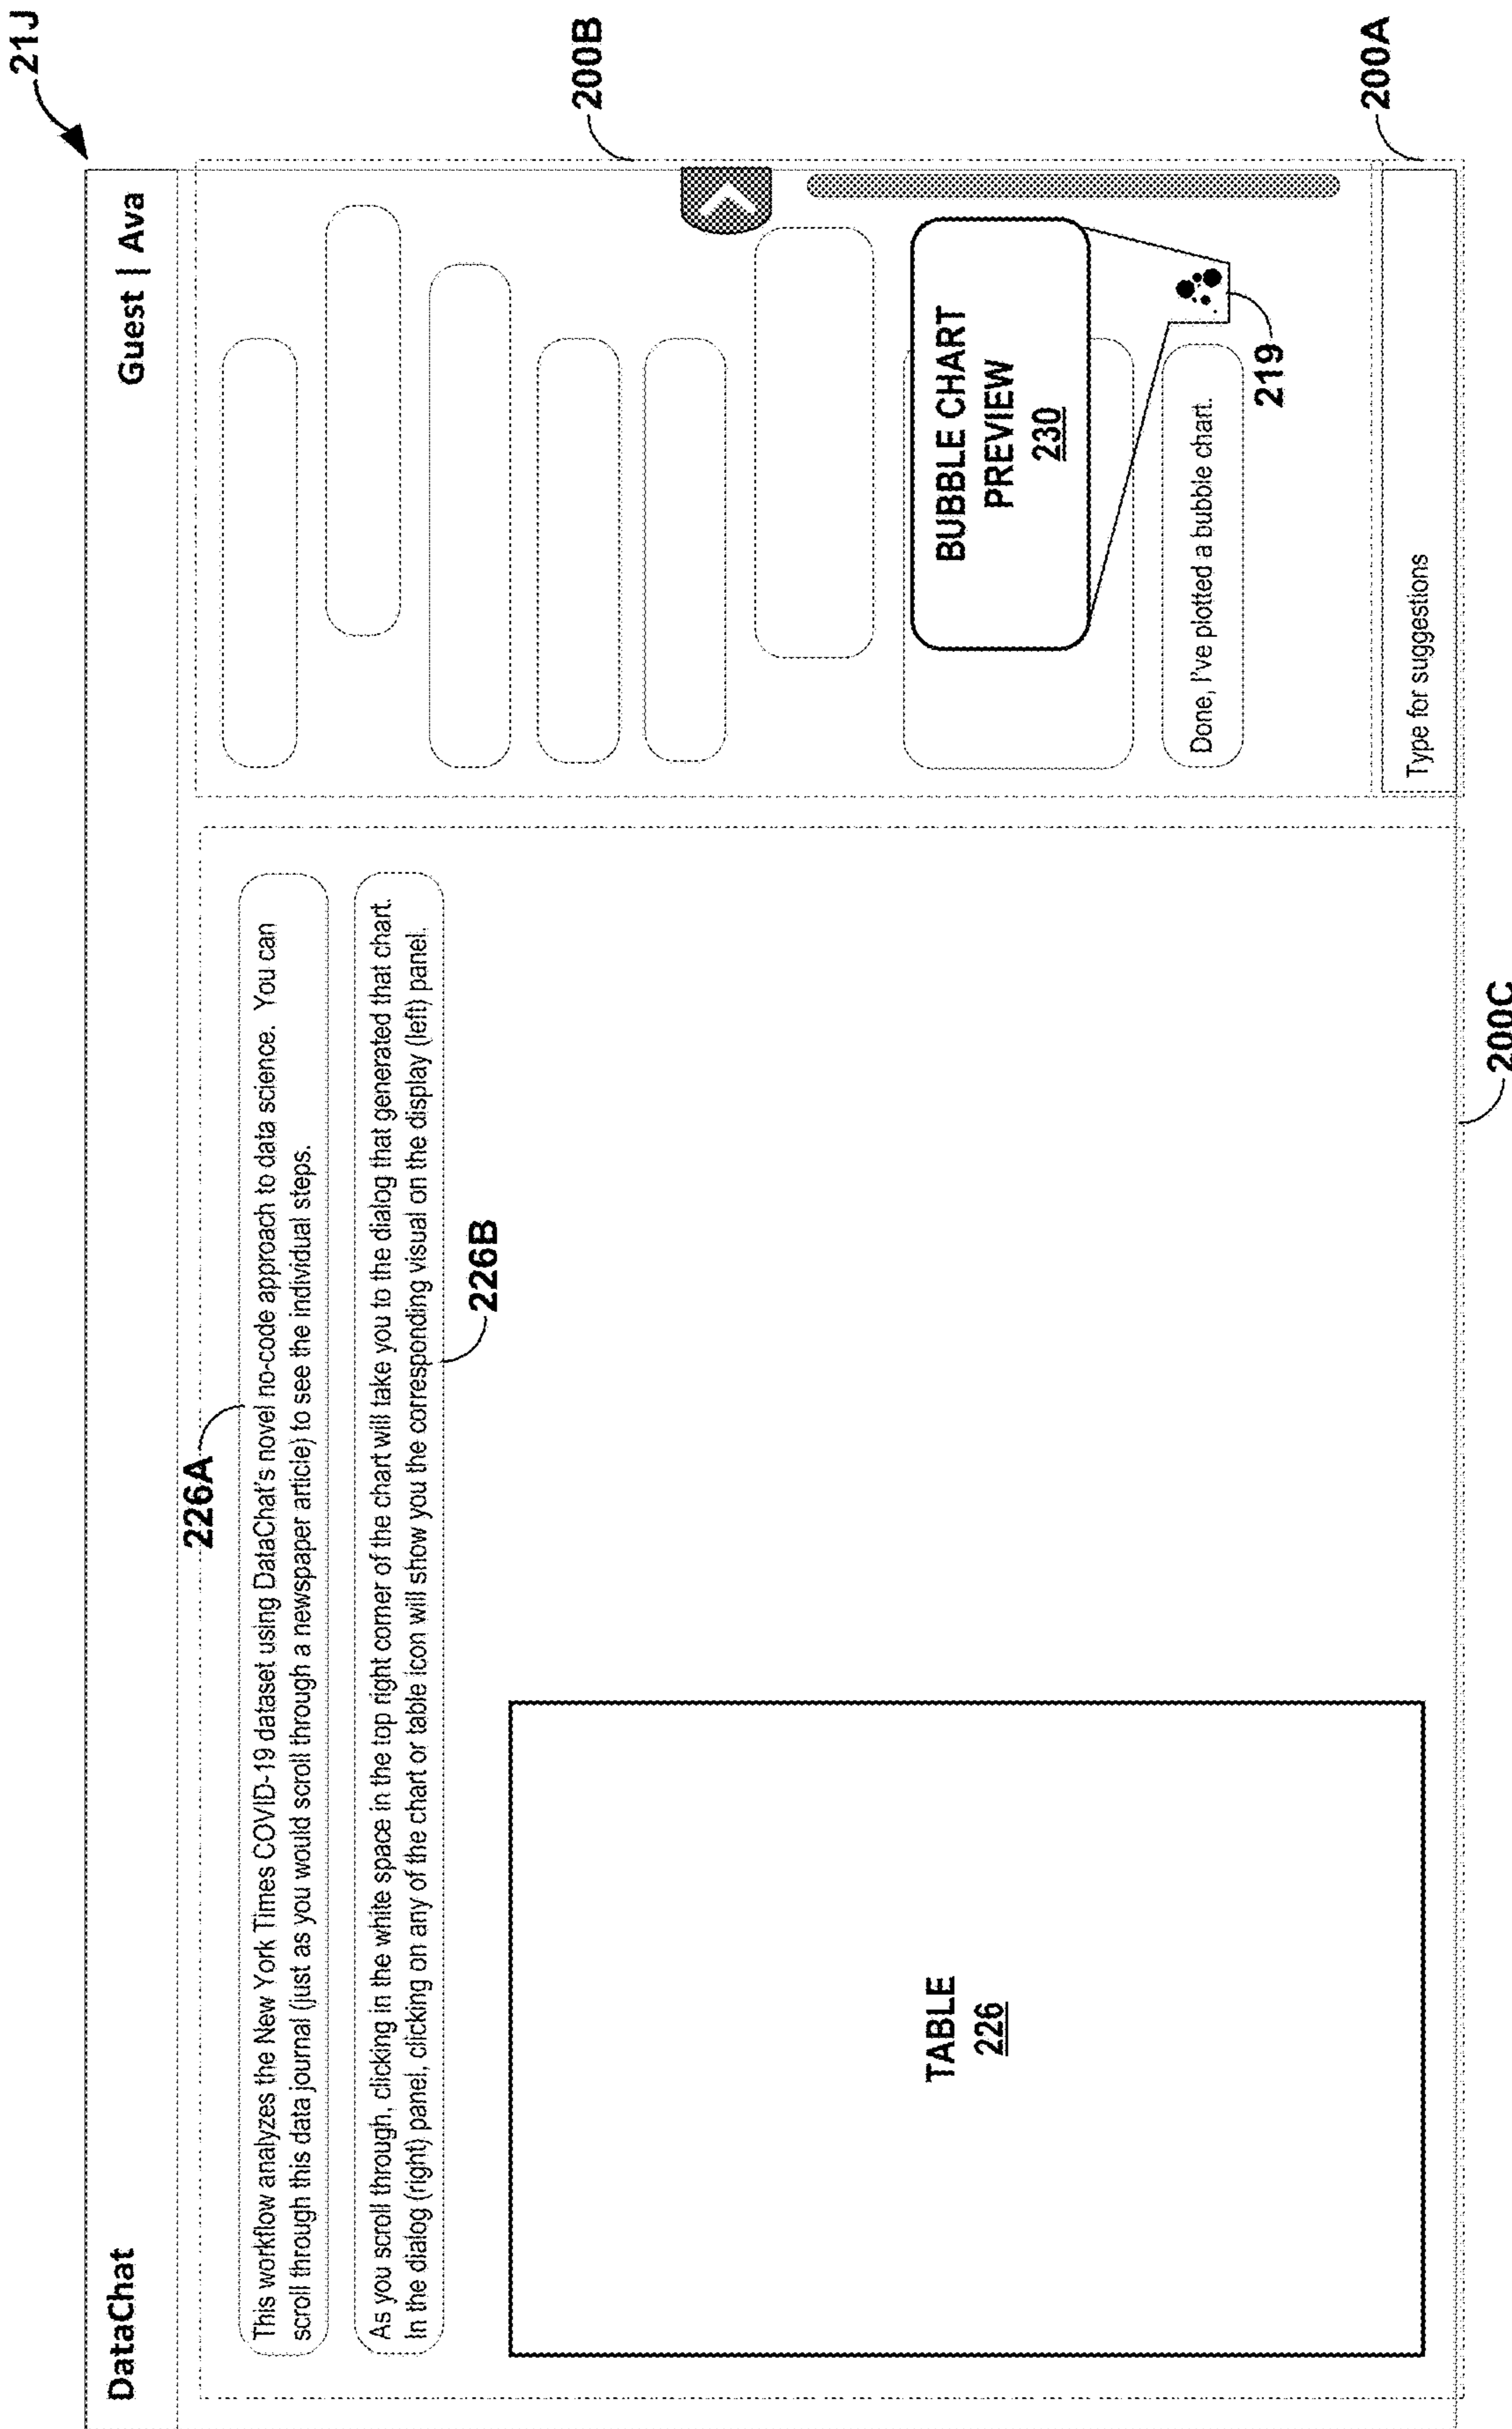 21J
DataChat
Guest | Ava
226A
This workflow analyzes the New York Times COVID-19 dataset using DataChat's novel no-code approach to data science. You can
scroll through this data journal (just as you would scroll through a newspaper article) to see the individual steps.
As you scroll through, clicking in the white space in the top right corner of the chart will take you to the dialog that generated that chart.
In the dialog (right) panel, clicking on any of the chart or table icon will show you the corresponding visual on the display (left) panel.
226B
TABLE
226
200B
BUBBLE CHART
PREVIEW
230
Done, I've plotted a bubble chart.
219
Type for suggestions
200A
200C